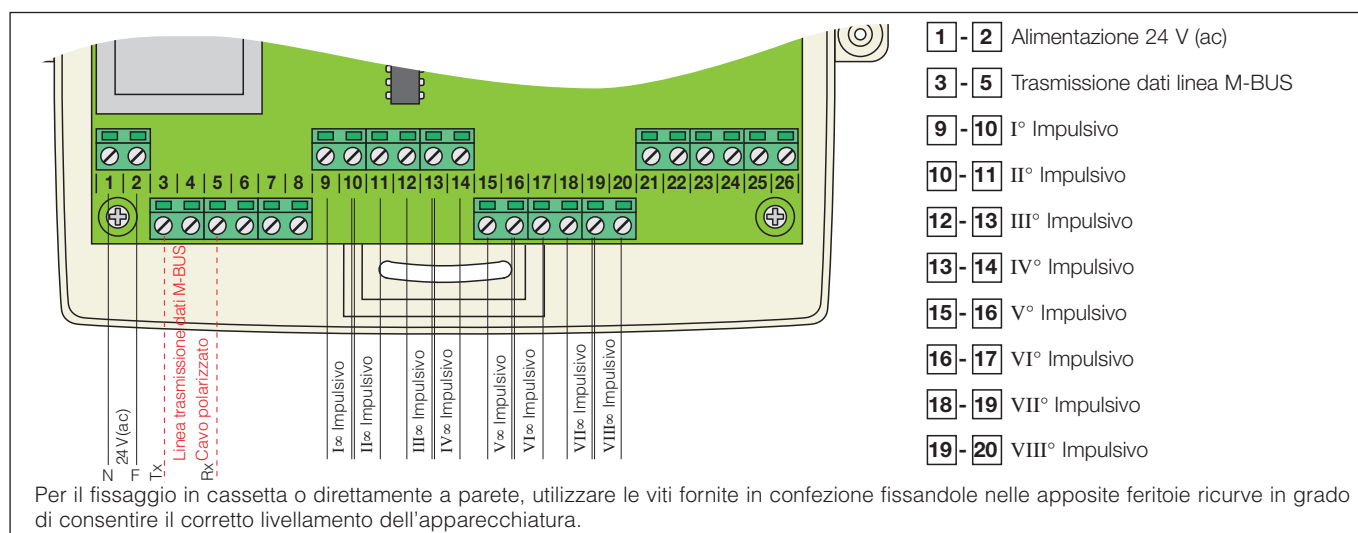 1 - 2 Alimentazione 24 V (ac)
3 - 5 Trasmissione dati linea M-BUS
9 - 10 I° Impulsivo
10 - 11 II° Impulsivo
12 - 13 III° Impulsivo
13 - 14 IV° Impulsivo
15 - 16 V° Impulsivo
16 - 17 VI° Impulsivo
18 - 19 VII° Impulsivo
19 - 20 VIII° Impulsivo
1 2 3 4 5 6 7 8 9 10 11 12 13 14 15 16 17 18 19 20 21 22 23 24 25 26
N
24 V(ac)
F
Tx
Linea trasmissione dati M-BUS
Cavo polarizzato
Rx
I∞ Impulsivo
II∞ Impulsivo
III∞ Impulsivo
IV∞ Impulsivo
V∞ Impulsivo
VI∞ Impulsivo
VII∞ Impulsivo
VIII∞ Impulsivo
Per il fissaggio in cassetta o direttamente a parete, utilizzare le viti fornite in confezione fissandole nelle apposite feritoie ricurve in grado
di consentire il corretto livellamento dell'apparecchiatura.